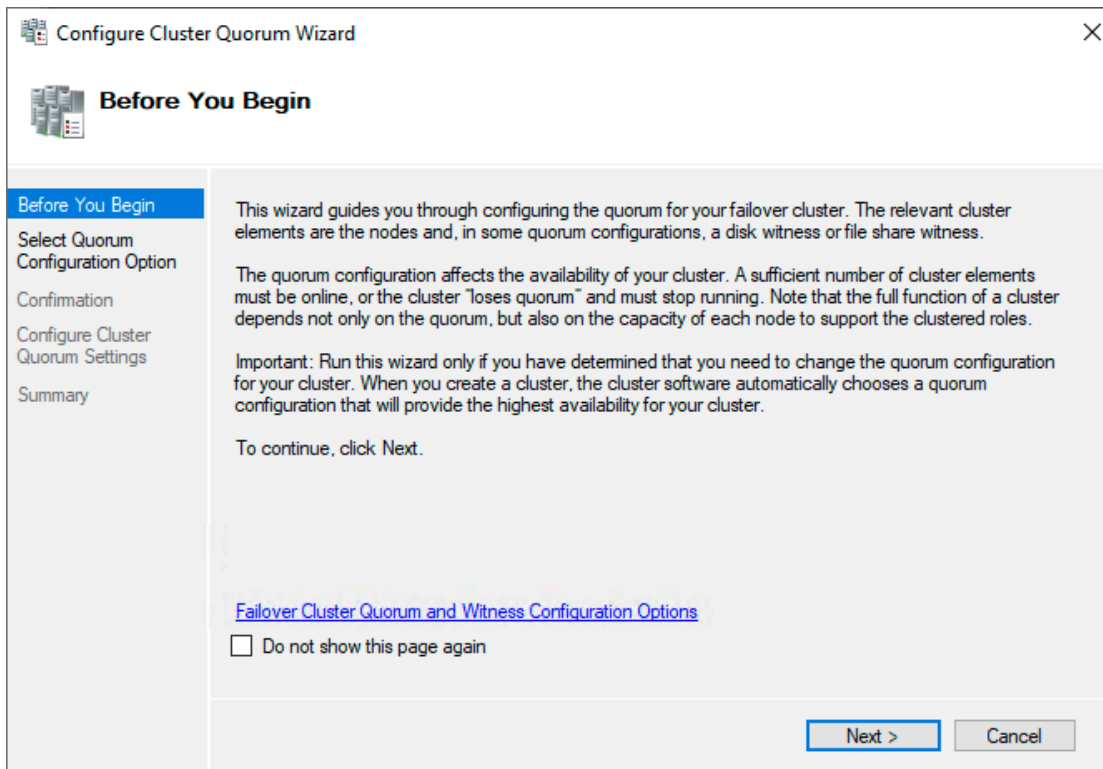 Configure Cluster Quorum Wizard
Before You Begin
Before You Begin
Select Quorum
Configuration Option
Confirmation
Configure Cluster
Quorum Settings
Summary
This wizard guides you through configuring the quorum for your failover cluster. The relevant cluster
elements are the nodes and, in some quorum configurations, a disk witness or file share witness.
The quorum configuration affects the availability of your cluster. A sufficient number of cluster elements
must be online, or the cluster "loses quorum" and must stop running. Note that the full function of a cluster
depends not only on the quorum, but also on the capacity of each node to support the clustered roles.
Important: Run this wizard only if you have determined that you need to change the quorum configuration
for your cluster. When you create a cluster, the cluster software automatically chooses a quorum
configuration that will provide the highest availability for your cluster.
To continue, click Next.
Failover Cluster Quorum and Witness Configuration Options
Do not show this page again
Next >
Cancel